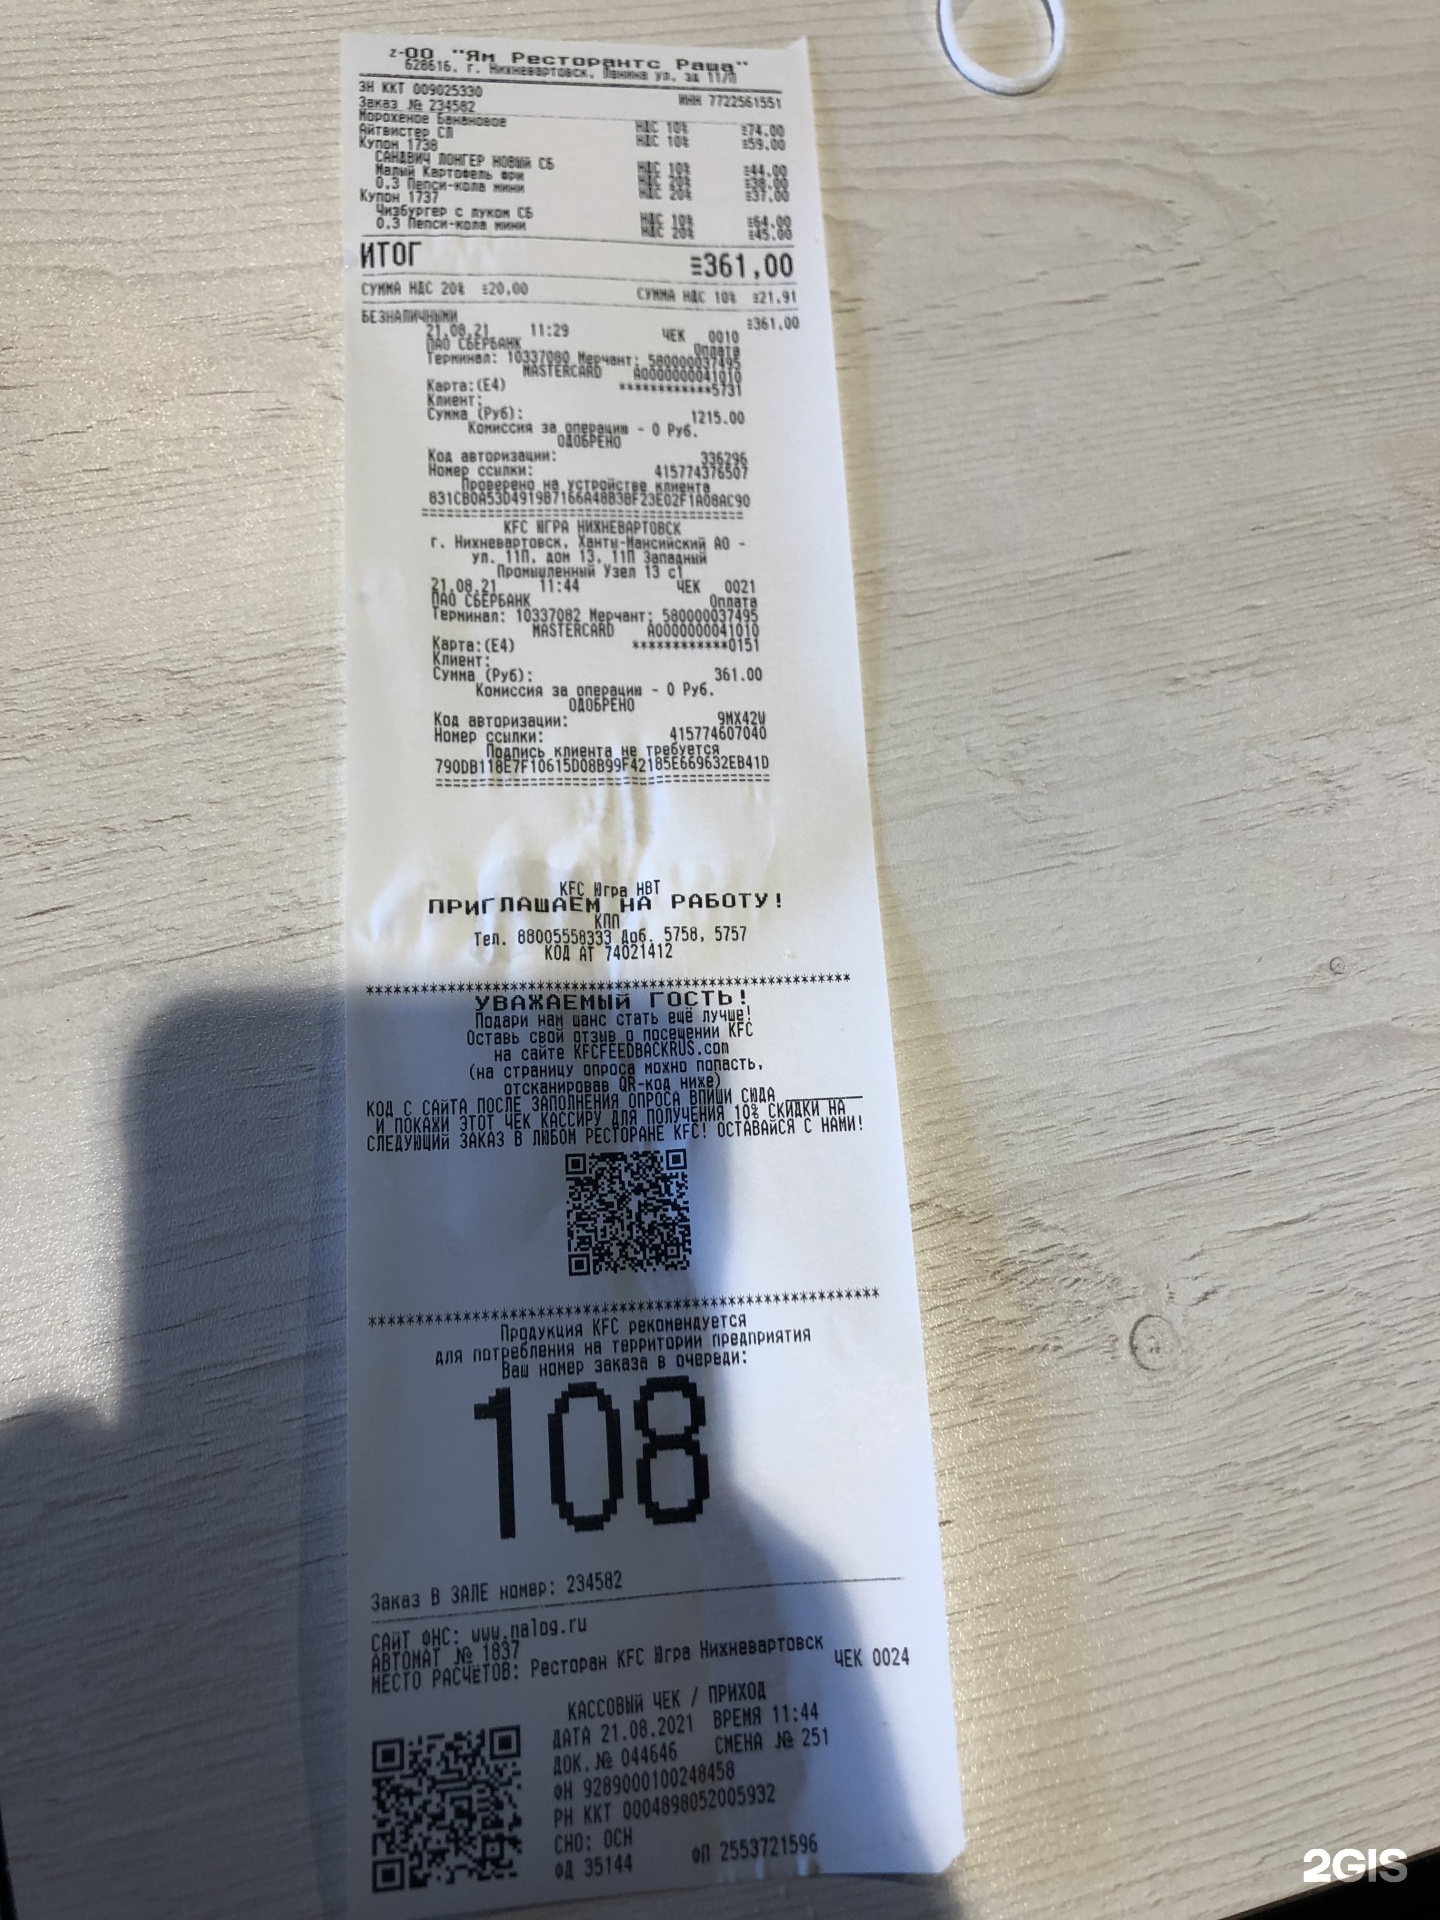 z-ОО "Ям Ресторантс Раша"
628616, г. Нижневартовск, Ленина ул, зд 11/П
ЗН ККТ 009025330 ИНН 7722561551
Заказ № 234582
Мороженое Банановое НДС 10% ≡74.00
Айтвистер СЛ НДС 10% ≡59.00
Купон 1738
САНДВИЧ ЛОНГЕР НОВЫЙ СБ НДС 10% ≡44.00
Малый Картофель фри НДС 20% ≡38.00
0.3 Пепси-кола мини НДС 20% ≡37.00
Купон 1737
Чизбургер с луком СБ НДС 10% ≡64.00
0.3 Пепси-кола мини НДС 20% ≡45.00
ИТОГ ≡361,00
СУММА НДС 20% ≡20,00 СУММА НДС 10% ≡21.91
БЕЗНАЛИЧНЫМИ ≡361.00
21.08.21 11:29 ЧЕК 0010
ПАО СБЕРБАНК Оплата
Терминал: 10337080 Мерчант: 580000037495
MASTERCARD A0000000041010
Карта:(E4) ************5731
Клиент:
Сумма (Руб): 1215.00
Комиссия за операцию - 0 Руб.
ОДОБРЕНО
Код авторизации: 336296
Номер ссылки: 415774376507
Проверено на устройстве клиента
831CB0A53D4919B7166A48B3BF23E02F1A08AC90
==========================================
KFC ЮГРА НИЖНЕВАРТОВСК
г. Нижневартовск, Ханты-Мансийский АО -
ул. 11П, дом 13, 11П Западный
Промышленный Узел 13 с1
21.08.21 11:44 ЧЕК 0021
ПАО СБЕРБАНК Оплата
Терминал: 10337082 Мерчант: 580000037495
MASTERCARD A0000000041010
Карта:(E4) ************0151
Клиент:
Сумма (Руб): 361.00
Комиссия за операцию - 0 Руб.
ОДОБРЕНО
Код авторизации: 9MX42W
Номер ссылки: 415774607040
Подпись клиента не требуется
790DB118E7F10615D08B99F42185E669632EB41D
==========================================
KFC Югра НВТ
ПРИГЛАШАЕМ НА РАБОТУ!
КПП
Тел. 88005558333 Доб. 5758, 5757
КОД АТ 74021412
************************************************************
УВАЖАЕМЫЙ ГОСТЬ!
Подари нам шанс стать ещё лучше!
Оставь свой отзыв о посещении KFC
на сайте KFCFEEDBACKRUS.com
(на страницу опроса можно попасть,
отсканировав QR-код ниже)
КОД С САЙТА ПОСЛЕ ЗАПОЛНЕНИЯ ОПРОСА ВПИШИ СЮДА _________
И ПОКАЖИ ЭТОТ ЧЕК КАССИРУ ДЛЯ ПОЛУЧЕНИЯ 10% СКИДКИ НА
СЛЕДУЮЩИЙ ЗАКАЗ В ЛЮБОМ РЕСТОРАНЕ KFC! ОСТАВАЙСЯ С НАМИ!
************************************************************
Продукция KFC рекомендуется
для потребления на территории предприятия
Ваш номер заказа в очереди:
108
Заказ В ЗАЛЕ номер: 234582
САЙТ ФНС: www.nalog.ru
АВТОМАТ № 1837
МЕСТО РАСЧЁТОВ: Ресторан KFC Югра Нижневартовск
ЧЕК 0024
КАССОВЫЙ ЧЕК / ПРИХОД
ДАТА 21.08.2021 ВРЕМЯ 11:44
ДОК.№ 044646 СМЕНА № 251
ФН 9289000100248458
РН ККТ 0004898052005932
СНО: ОСН
ФД 35144 ФП 2553721596
2GIS